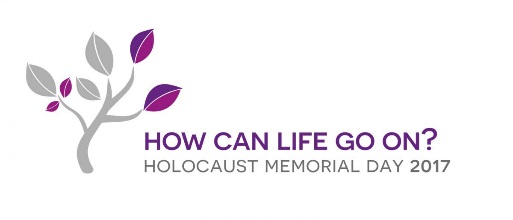 HOW CAN LIFE GO ON?
HOLOCAUST MEMORIAL DAY 2017